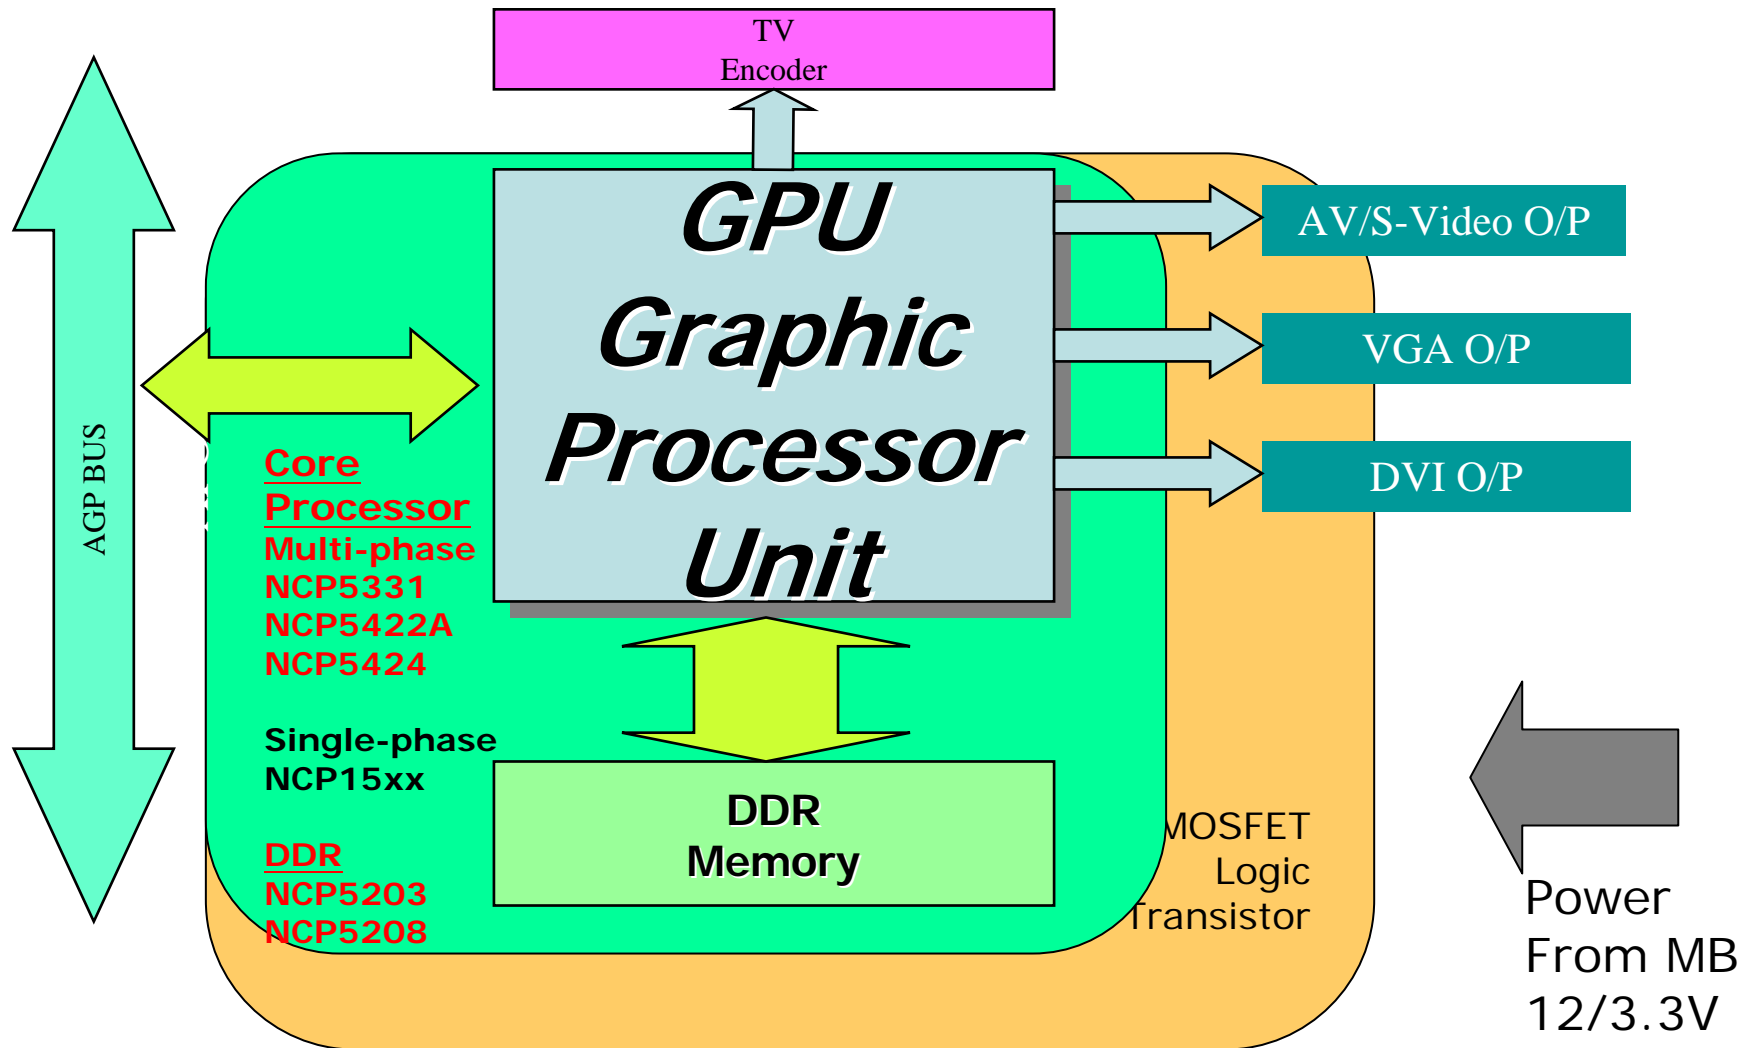 TV
Encoder
GPU
Graphic
Processor
Unit
AV/S-Video O/P
VGA O/P
DVI O/P
AGP BUS
Core
Processor
Multi-phase
NCP5331
NCP5422A
NCP5424
Single-phase
NCP15xx
DDR
NCP5203
NCP5208
DDR
Memory
MOSFET
Logic
Transistor
Power
From MB
12/3.3V